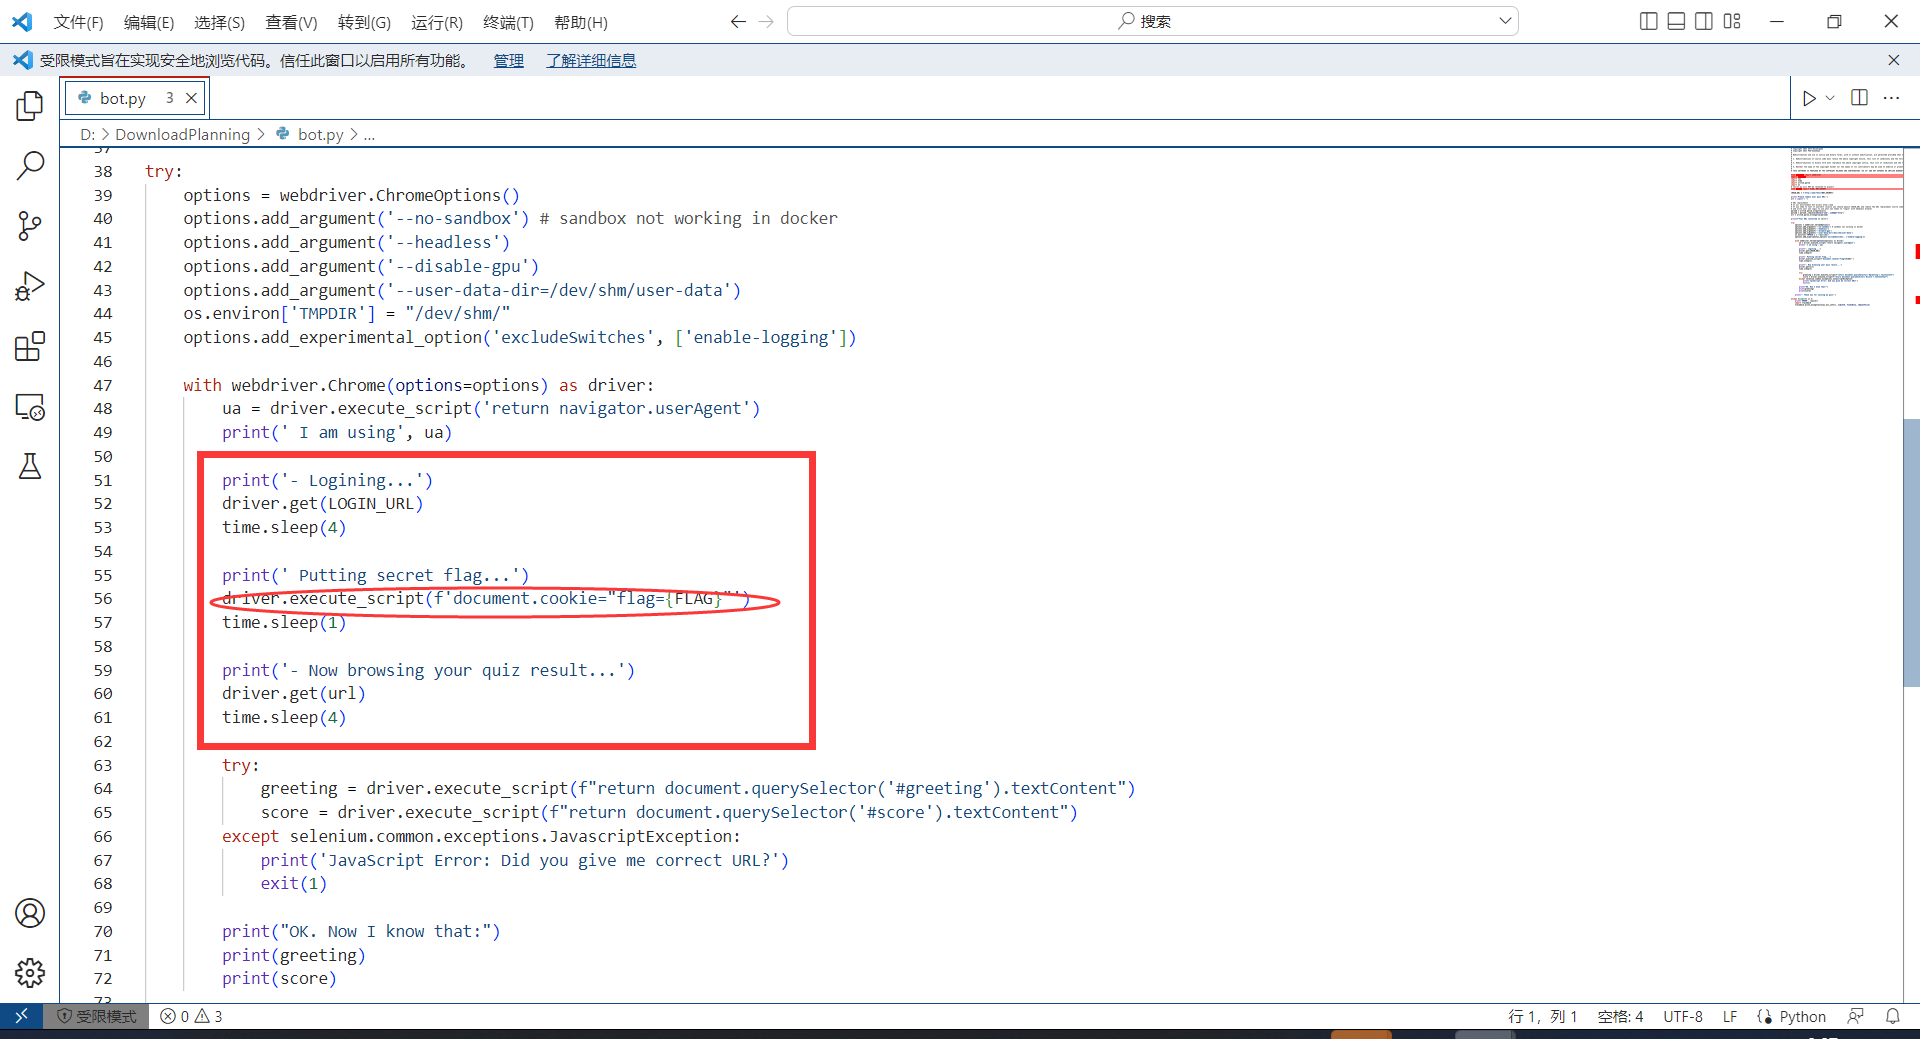 文件(F) 编辑(E) 选择(S) 查看(V) 转到(G) 运行(R) 终端(T) 帮助(H) 搜索
受限模式旨在实现安全地浏览代码。信任此窗口以启用所有功能。 管理 了解详细信息
bot.py 3
D: > DownloadPlanning > bot.py > ...
37
38 try:
39 options = webdriver.ChromeOptions()
40 options.add_argument('--no-sandbox') # sandbox not working in docker
41 options.add_argument('--headless')
42 options.add_argument('--disable-gpu')
43 options.add_argument('--user-data-dir=/dev/shm/user-data')
44 os.environ['TMPDIR'] = "/dev/shm/"
45 options.add_experimental_option('excludeSwitches', ['enable-logging'])
46
47 with webdriver.Chrome(options=options) as driver:
48 ua = driver.execute_script('return navigator.userAgent')
49 print(' I am using', ua)
50
51 print('- Logining...')
52 driver.get(LOGIN_URL)
53 time.sleep(4)
54
55 print(' Putting secret flag...')
56 driver.execute_script(f'document.cookie="flag={FLAG}"')
57 time.sleep(1)
58
59 print('- Now browsing your quiz result...')
60 driver.get(url)
61 time.sleep(4)
62
63 try:
64 greeting = driver.execute_script(f"return document.querySelector('#greeting').textContent")
65 score = driver.execute_script(f"return document.querySelector('#score').textContent")
66 except selenium.common.exceptions.JavascriptException:
67 print('JavaScript Error: Did you give me correct URL?')
68 exit(1)
69
70 print("OK. Now I know that:")
71 print(greeting)
72 print(score)
73
受限模式 0 3 行 1，列 1 空格: 4 UTF-8 LF Python